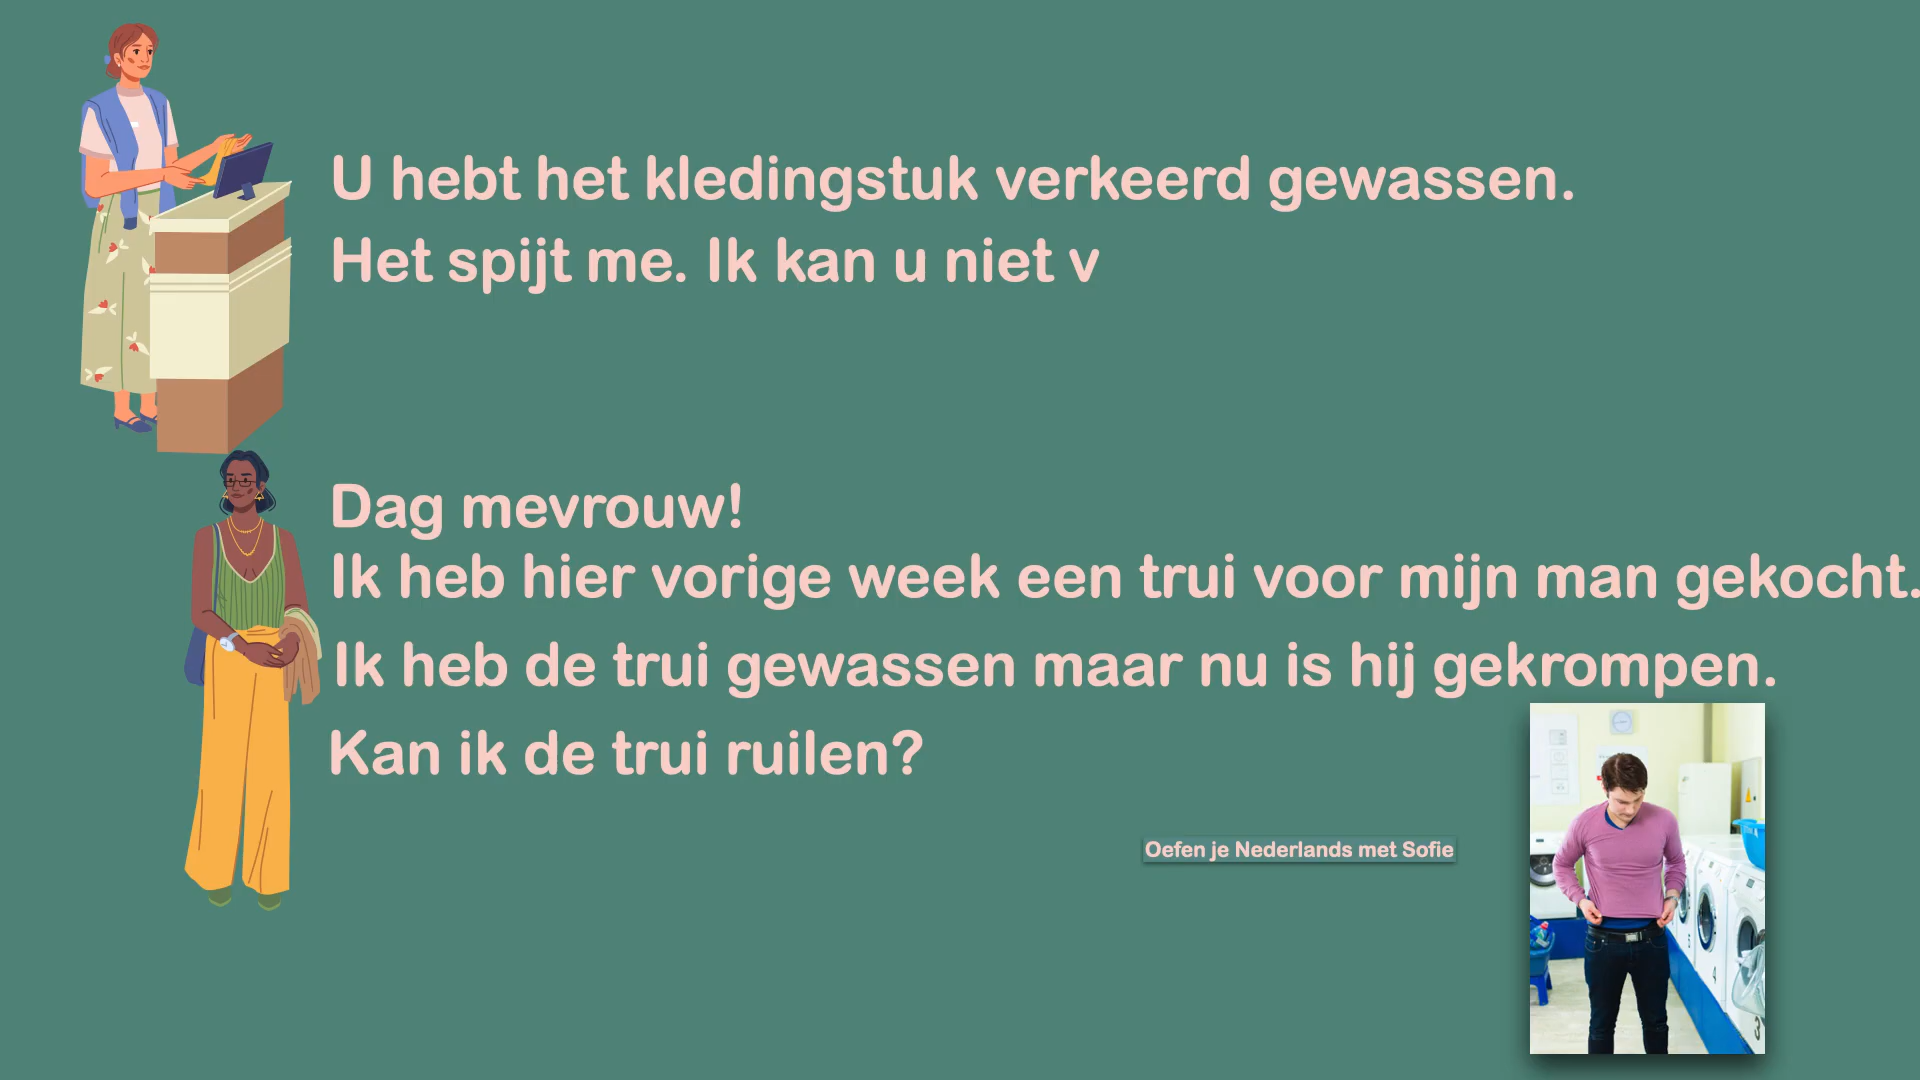 U hebt het kledingstuk verkeerd gewassen.
Het spijt me. Ik kan u niet v
Dag mevrouw!
Ik heb hier vorige week een trui voor mijn man gekocht.
Ik heb de trui gewassen maar nu is hij gekrompen.
Kan ik de trui ruilen?
Oefen je Nederlands met Sofie
4
3